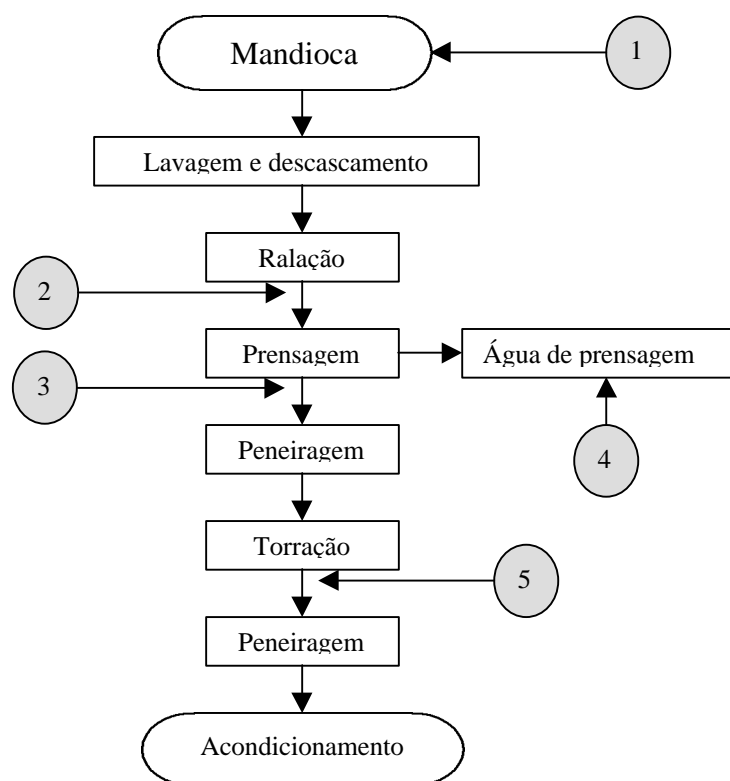 Mandioca
1
Lavagem e descascamento
Ralação
2
Prensagem
Água de prensagem
3
Peneiragem
4
Torração
5
Peneiragem
Acondicionamento